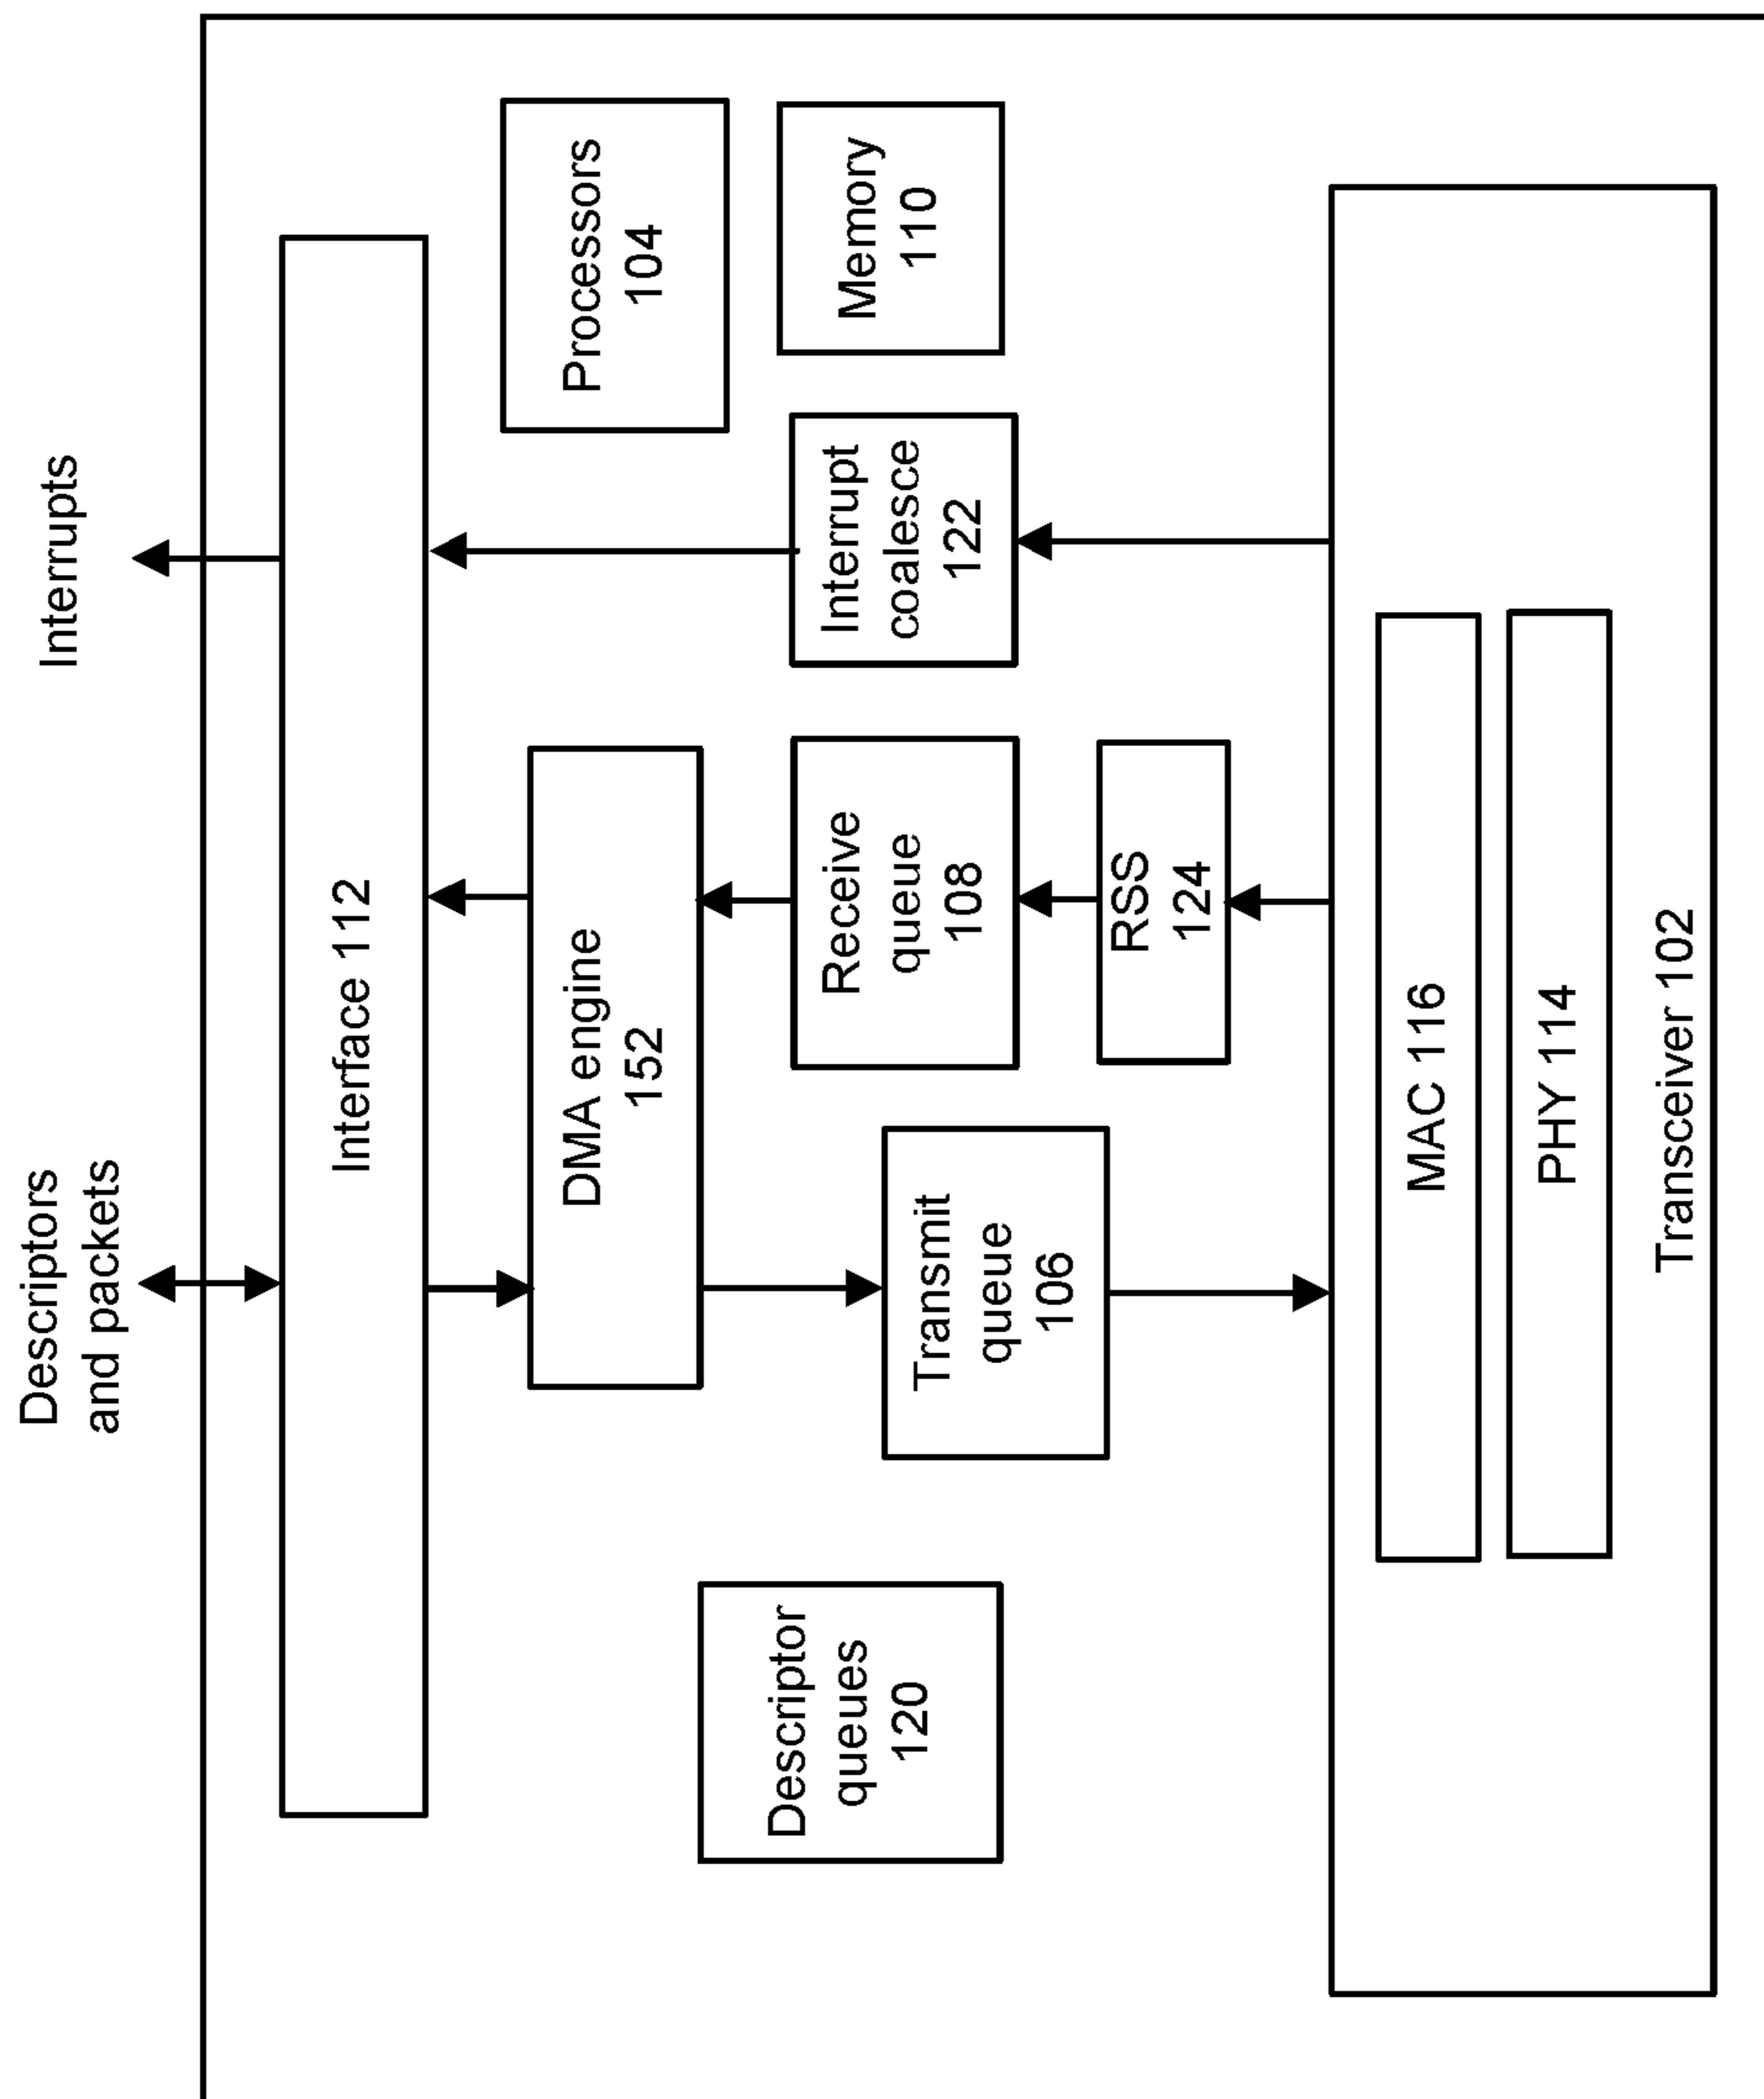 Descriptors
and packets
Interrupts
Interface 112
DMA engine
152
Processors
104
Descriptor
queues
120
Transmit
queue
106
Receive
queue
108
Interrupt
coalesce
122
Memory
110
RSS
124
MAC 116
PHY 114
Transceiver 102